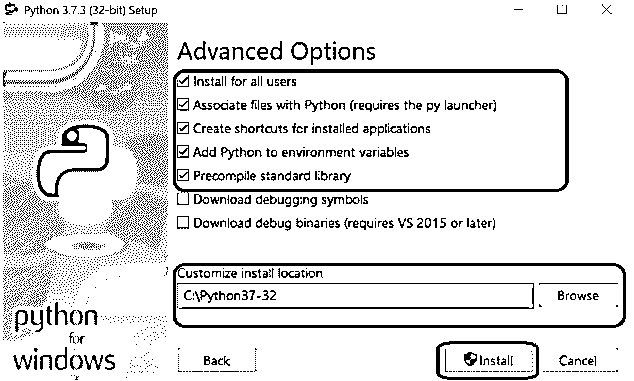 Python 3.7.3 (32-bit) Setup
Advanced Options
Install for all users
Associate files with Python (requires the py launcher)
Create shortcuts for installed applications
Add Python to environment variables
Precompile standard library
Download debugging symbols
Download debug binaries (requires VS 2015 or later)
Customize install location
C:\Python37-32 Browse
python
for
windows
Back Install Cancel